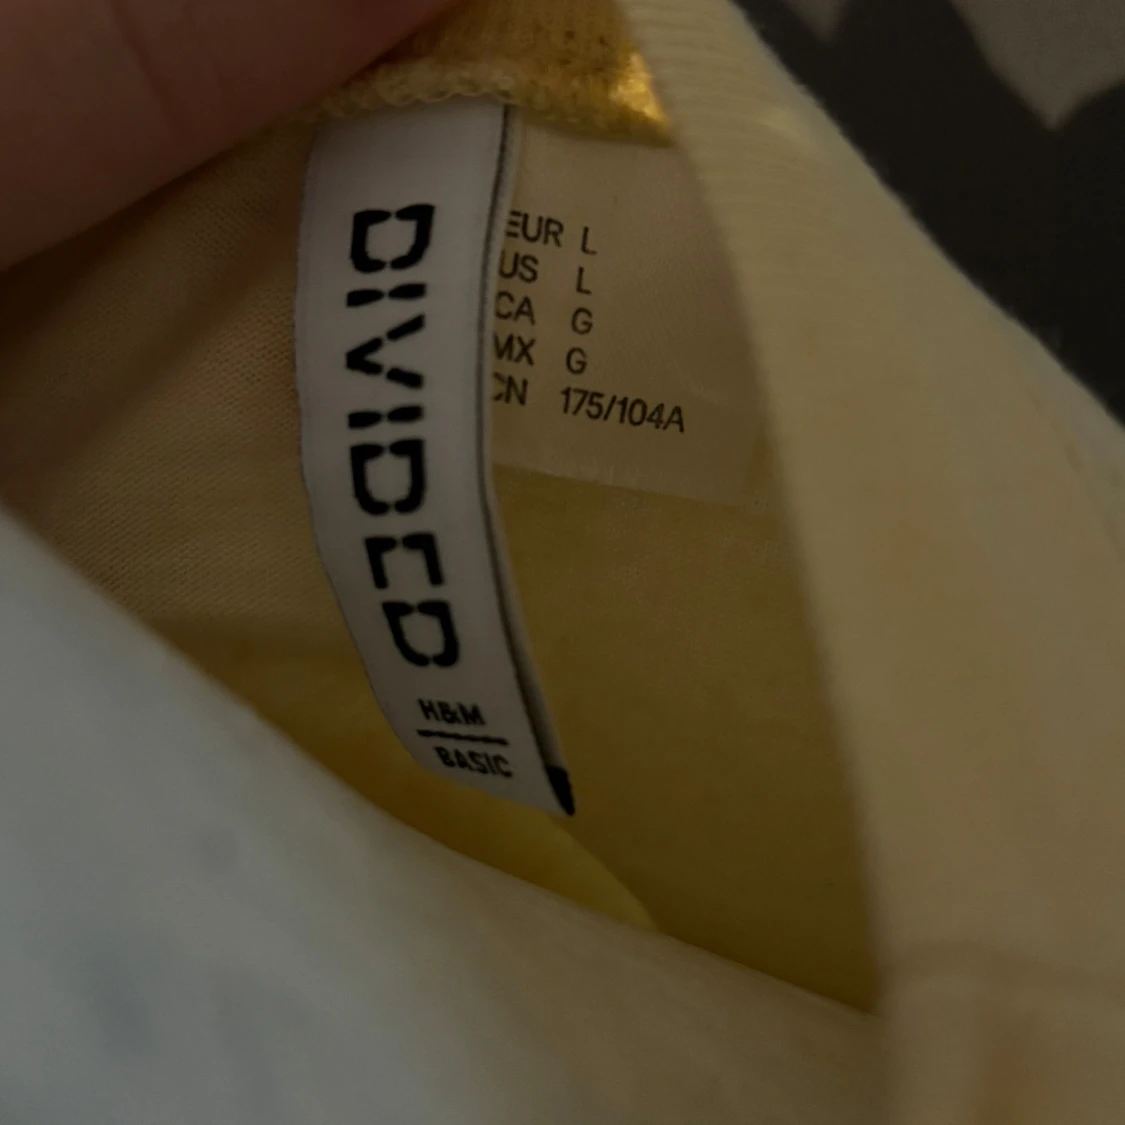 DIVIDED
H&M
BASIC
EUR L
US L
CA G
MX G
CN 175/104A